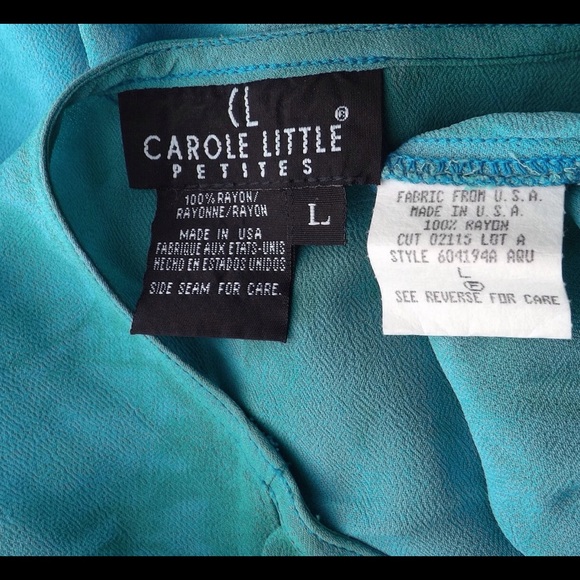 CL ®
CAROLE LITTLE
PETITES
100% RAYON/
RAYONNE/RAYON
MADE IN USA
FABRIQUE AUX ETATS-UNIS
HECHO EN ESTADOS UNIDOS
SIDE SEAM FOR CARE.
L
FABRIC FROM U.S.A.
MADE IN U.S.A.
100% RAYON
CUT 02115 LOT A
STYLE 604194A AQU
L
P
SEE REVERSE FOR CARE